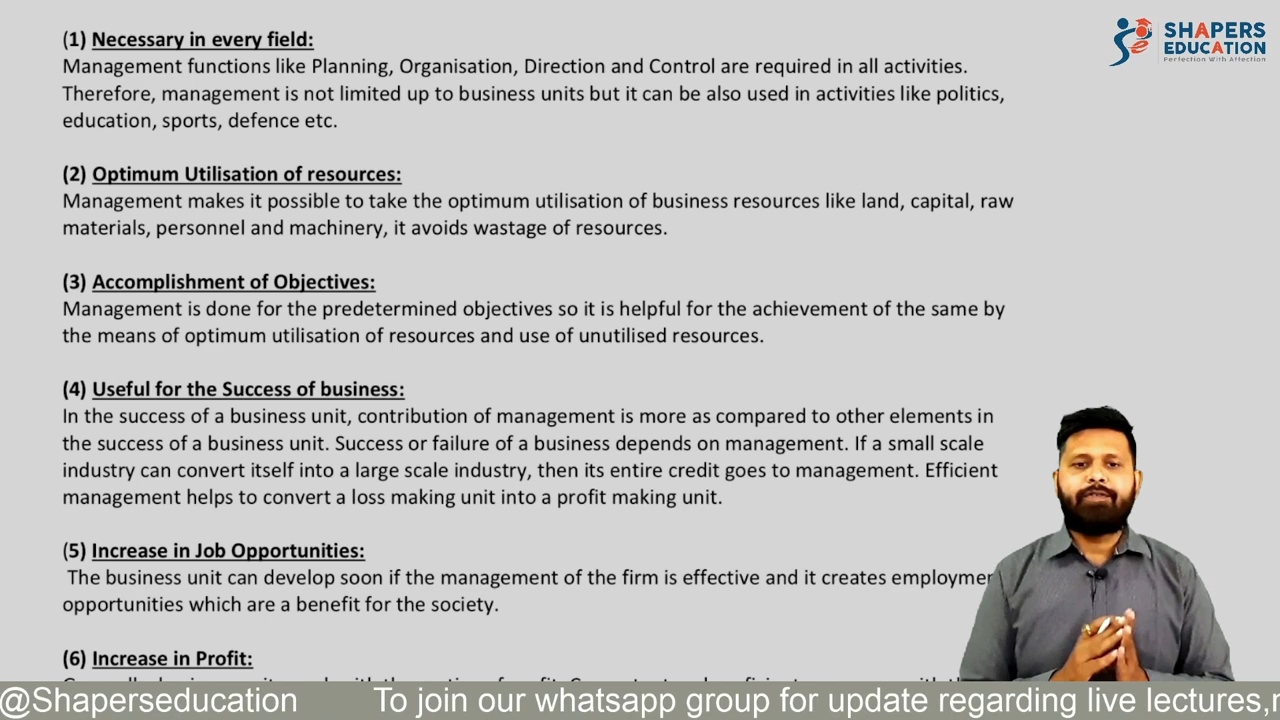 (1) Necessary in every field:
Management functions like Planning, Organisation, Direction and Control are required in all activities.
Therefore, management is not limited up to business units but it can be also used in activities like politics,
education, sports, defence etc.
(2) Optimum Utilisation of resources:
Management makes it possible to take the optimum utilisation of business resources like land, capital, raw
materials, personnel and machinery, it avoids wastage of resources.
(3) Accomplishment of Objectives:
Management is done for the predetermined objectives so it is helpful for the achievement of the same by
the means of optimum utilisation of resources and use of unutilised resources.
(4) Useful for the Success of business:
In the success of a business unit, contribution of management is more as compared to other elements in
the success of a business unit. Success or failure of a business depends on management. If a small scale
industry can convert itself into a large scale industry, then its entire credit goes to management. Efficient
management helps to convert a loss making unit into a profit making unit.
(5) Increase in Job Opportunities:
The business unit can develop soon if the management of the firm is effective and it creates
opportunities which are a benefit for the society.
(6) Increase in Profit:
SHAPERS
EDUCATION
Perfection With Affection
@Shaperseducation To join our whatsapp group for update regarding live lectures,